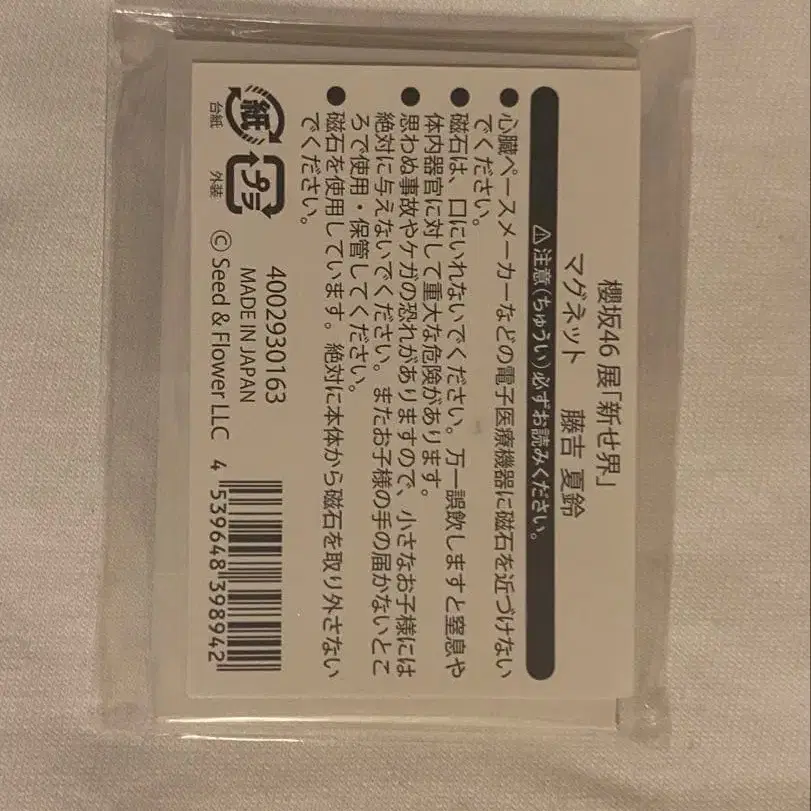 櫻坂46 展「新せ界」
マグネット 藤吉 夏鈴
⚠注意(ちゅうい)必ずお読みください。
●心臓ペースメーカーなどの電子医療機器に磁石を近づけない
でください。
●磁石は、口にいれないでください。万一誤飲しますと窒息や
体内器官に対して重大な危険があります。
●思わぬ事故やケガの恐れがありますので、小さなお子様には
絶対に与えないでください。またお子様の手の届かないとこ
ろで使用・保管してください。
●磁石を使用しています。絶対に本体から磁石を取り外さない
でください。
紙
台紙
プラ
外装
4002930163
MADE IN JAPAN
© Seed & Flower LLC
4 539648 398942